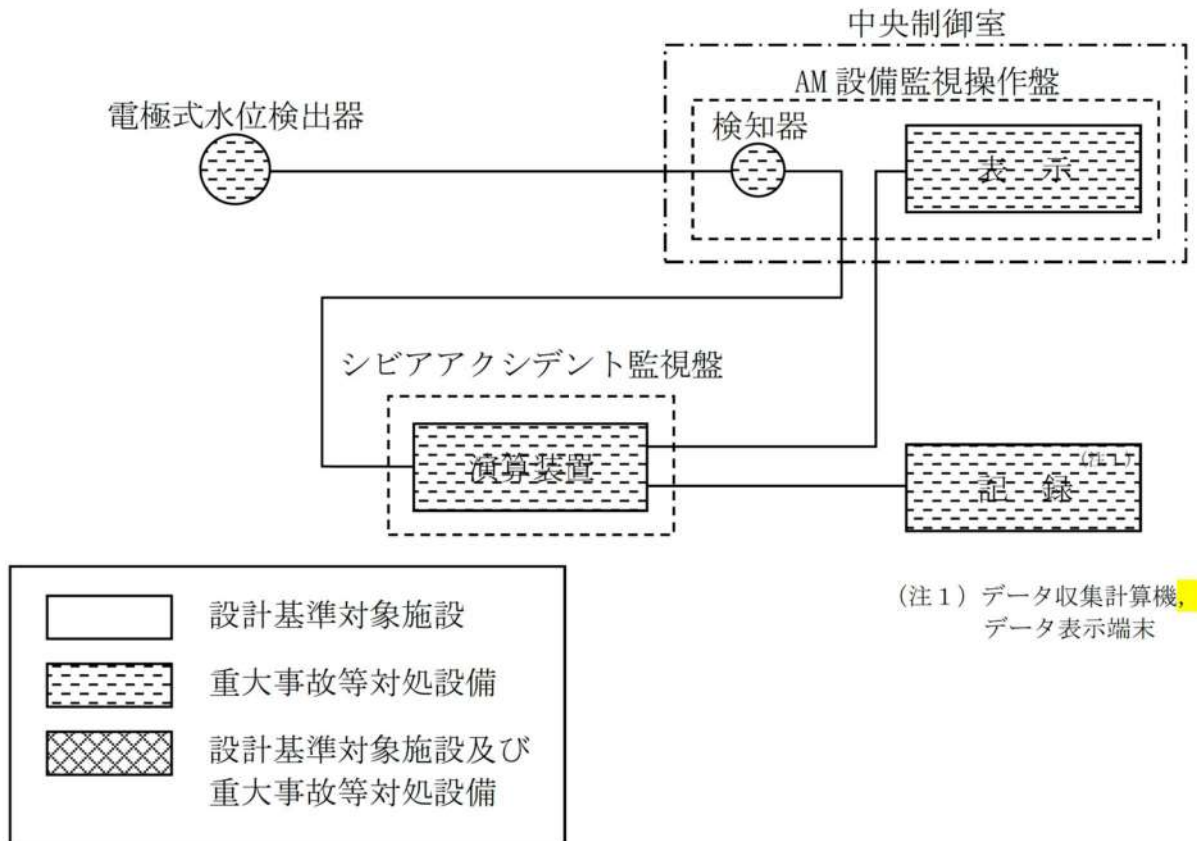 中央制御室
AM 設備監視操作盤
電極式水位検出器
検知器
表 示
シビアアクシデント監視盤
演算装置
(注1)
記 録
設計基準対象施設
重大事故等対処設備
設計基準対象施設及び
重大事故等対処設備
(注1) データ収集計算機,
データ表示端末